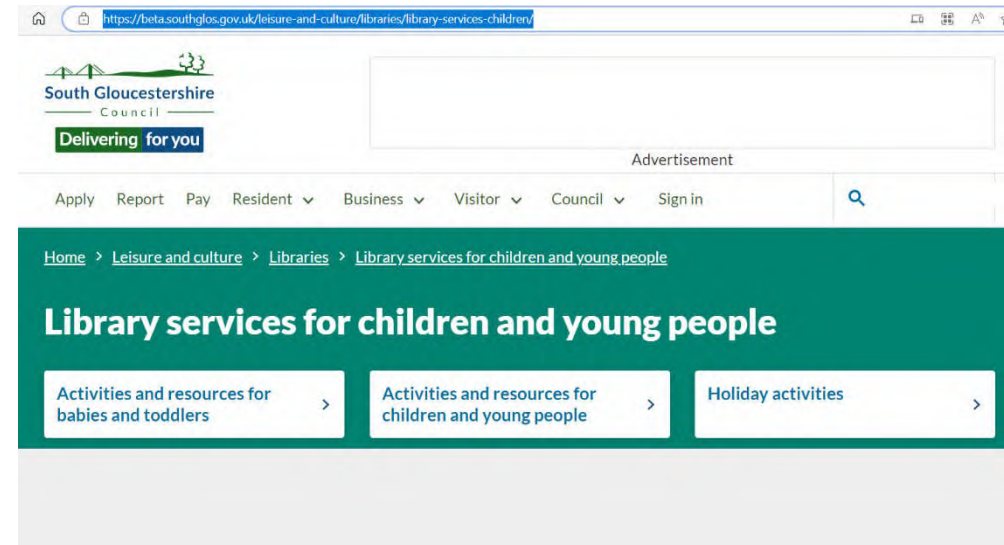 https://beta.southglos.gov.uk/leisure-and-culture/libraries/library-services-children/
South Gloucestershire
Council
Delivering for you
Advertisement
Apply Report Pay Resident Business Visitor Council Sign in
Home > Leisure and culture > Libraries > Library services for children and young people
Library services for children and young people
Activities and resources for
babies and toddlers
Activities and resources for
children and young people
Holiday activities